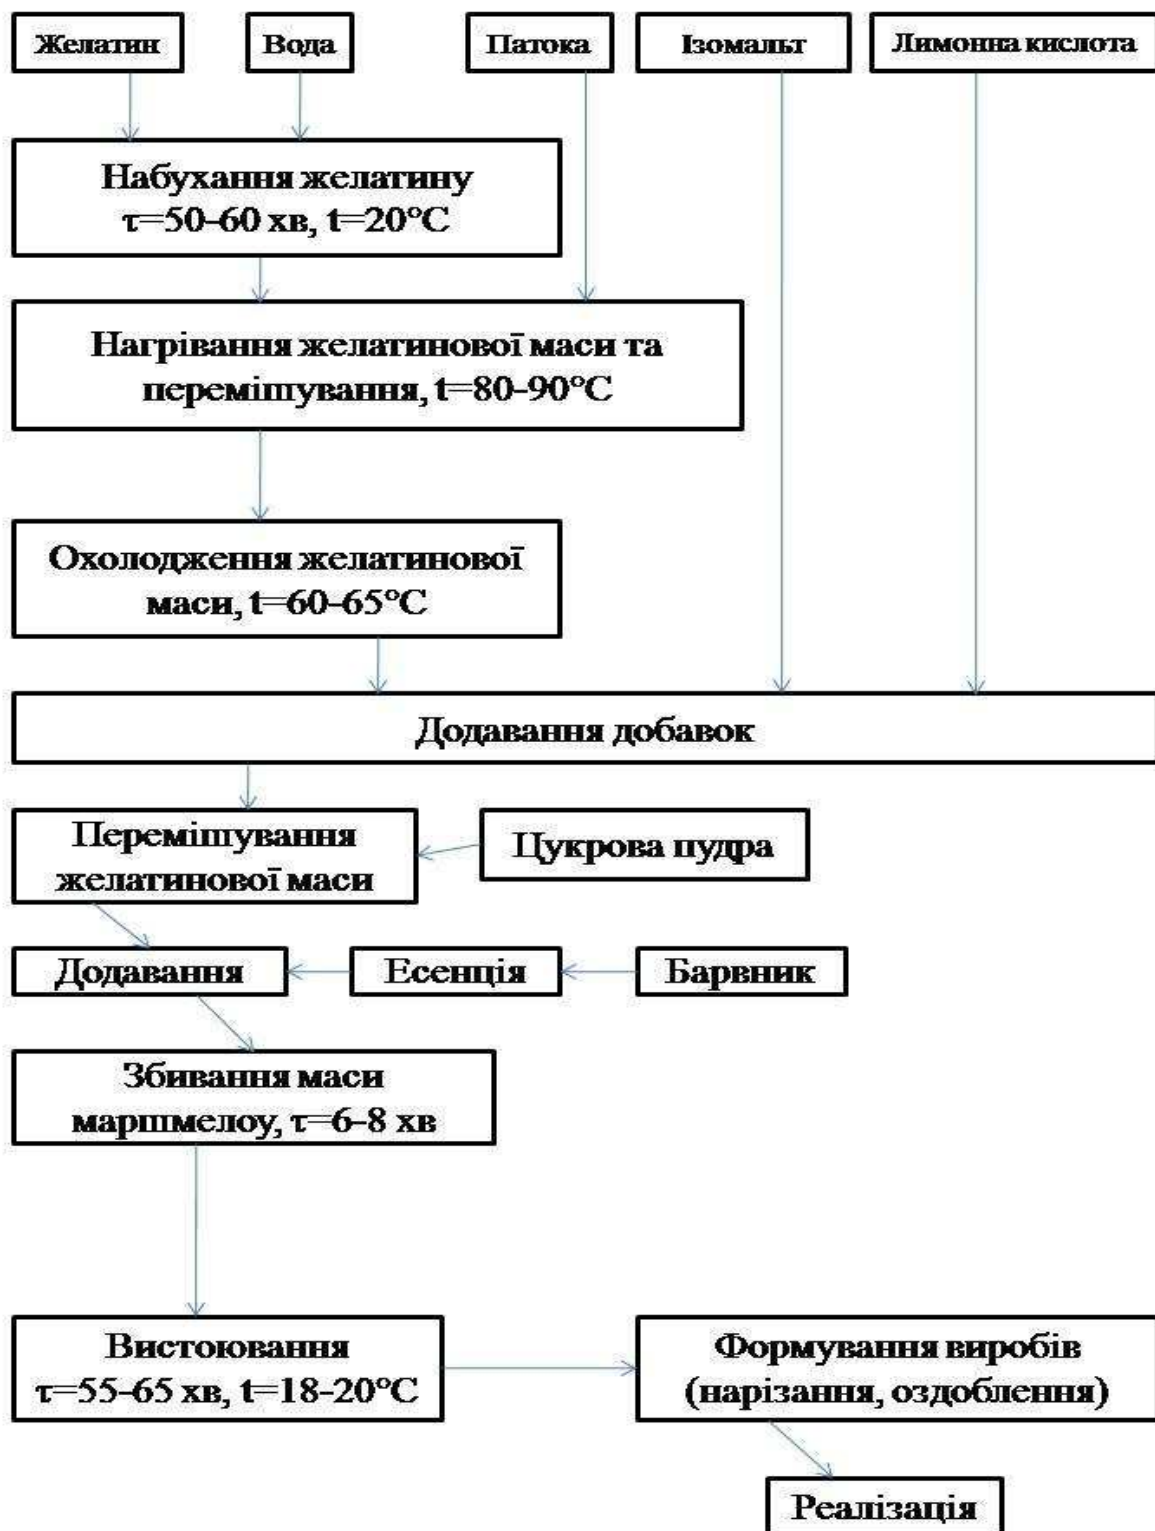 Желатин
Вода
Патока
Ізомальт
Лимонна кислота
Набухання желатину
τ=50-60 хв, t=20°C
Нагрівання желатинової маси та
перемішування, t=80-90°C
Охолодження желатинової
маси, t=60-65°C
Додавання добавок
Перемішування
желатинової маси
Цукрова пудра
Додавання
Есенція
Барвник
Збивання маси
маршмелоу, τ=6-8 хв
Вистоювання
τ=55-65 хв, t=18-20°C
Формування виробів
(нарізання, оздоблення)
Реалізація